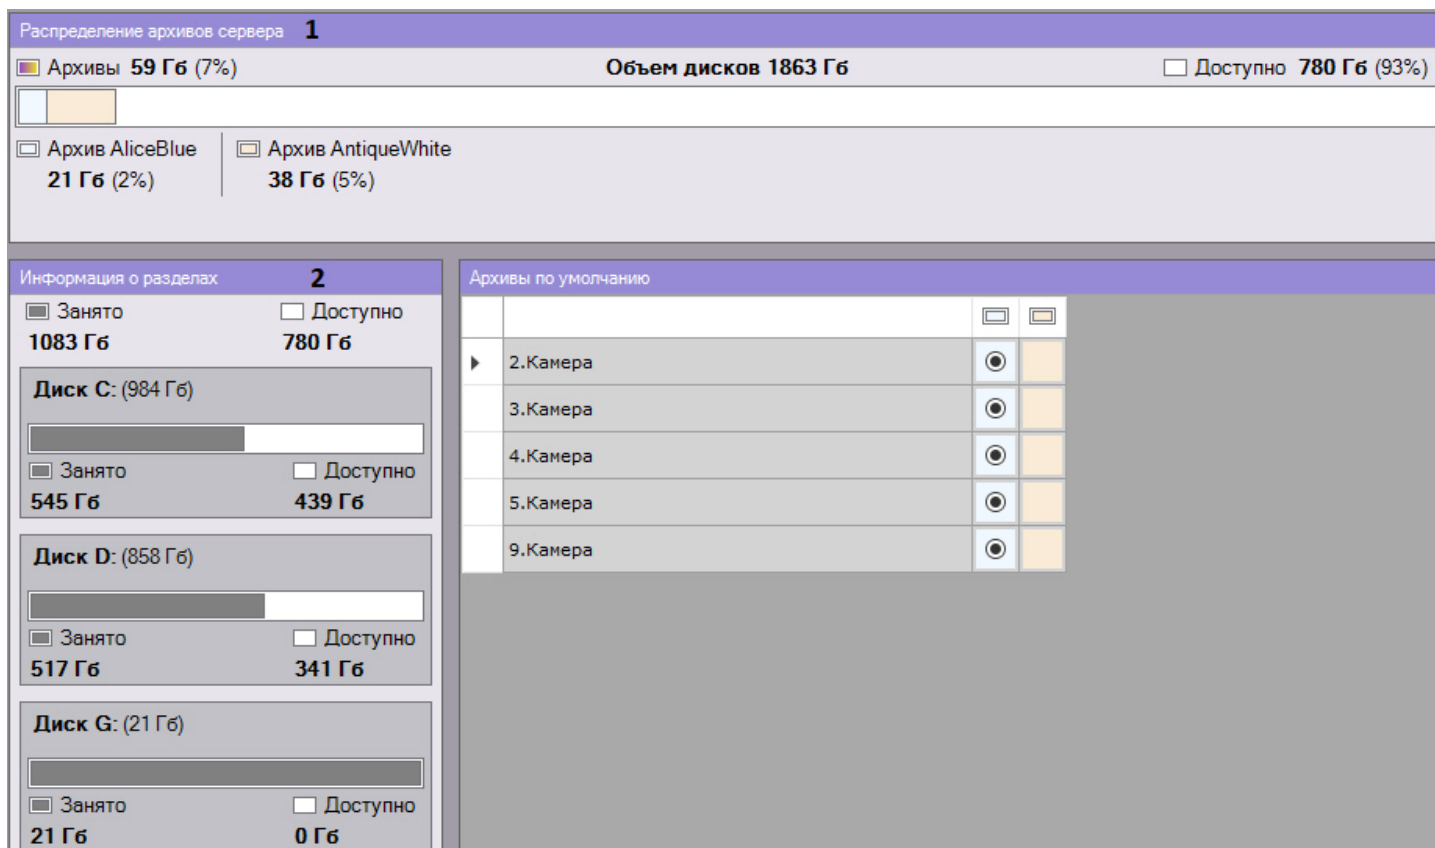 Распределение архивов сервера 1
Архивы 59 Гб (7%) Объем дисков 1863 Гб Доступно 780 Гб (93%)
Архив AliceBlue Архив AntiqueWhite
21 Гб (2%) 38 Гб (5%)
Информация о разделах 2
Занято Доступно
1083 Гб 780 Гб
Диск C: (984 Гб)
Занято Доступно
545 Гб 439 Гб
Диск D: (858 Гб)
Занято Доступно
517 Гб 341 Гб
Диск G: (21 Гб)
Занято Доступно
21 Гб 0 Гб
Архивы по умолчанию
2.Камера
3.Камера
4.Камера
5.Камера
9.Камера